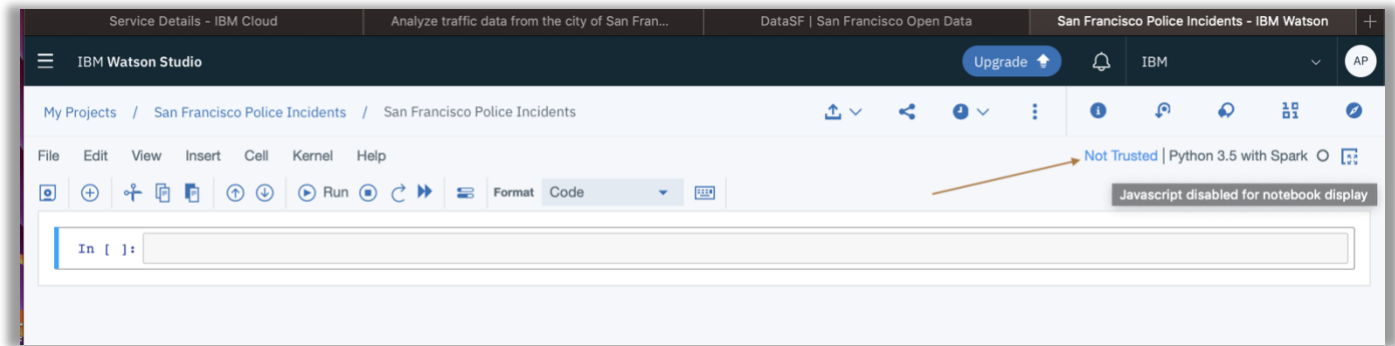 Service Details - IBM Cloud Analyze traffic data from the city of San Fran... DataSF | San Francisco Open Data San Francisco Police Incidents - IBM Watson +
IBM Watson Studio Upgrade IBM AP
My Projects / San Francisco Police Incidents / San Francisco Police Incidents
File Edit View Insert Cell Kernel Help Not Trusted | Python 3.5 with Spark
Run Format Code
Javascript disabled for notebook display
In [ ]: